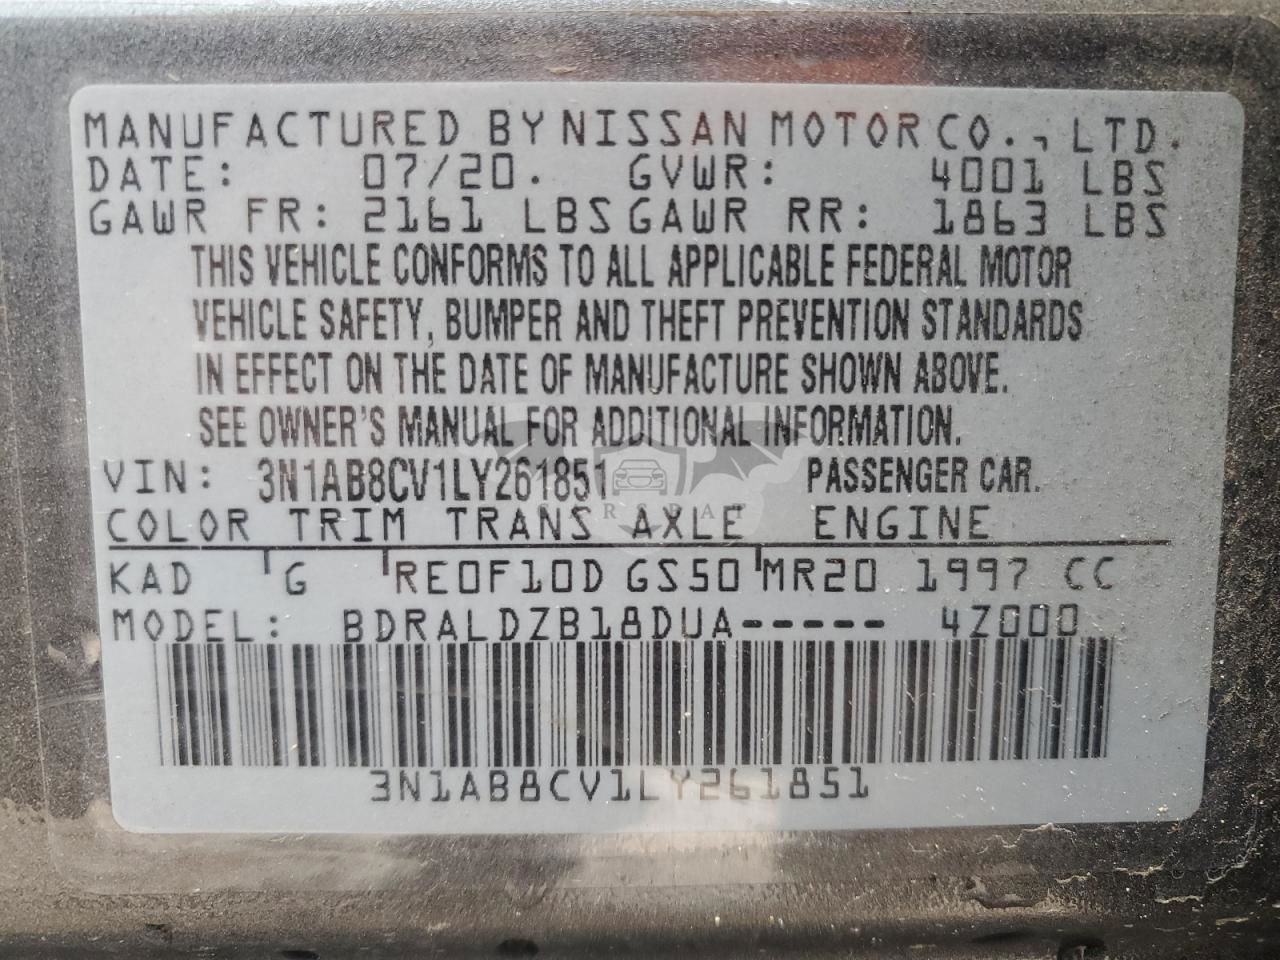 MANUFACTURED BY NISSAN MOTOR CO., LTD.
DATE: 07/20. GVWR: 4001 LBS
GAWR FR: 2161 LBS GAWR RR: 1863 LBS
THIS VEHICLE CONFORMS TO ALL APPLICABLE FEDERAL MOTOR
VEHICLE SAFETY, BUMPER AND THEFT PREVENTION STANDARDS
IN EFFECT ON THE DATE OF MANUFACTURE SHOWN ABOVE.
SEE OWNER'S MANUAL FOR ADDITIONAL INFORMATION.
VIN: 3N1AB8CV1LY261851 PASSENGER CAR.
CARSBAT
COLOR TRIM TRANS AXLE ENGINE
KAD G RE0F10D GS50 MR20 1997 CC
MODEL: BDRALDZB18DUA----- 4Z000
3N1AB8CV1LY261851